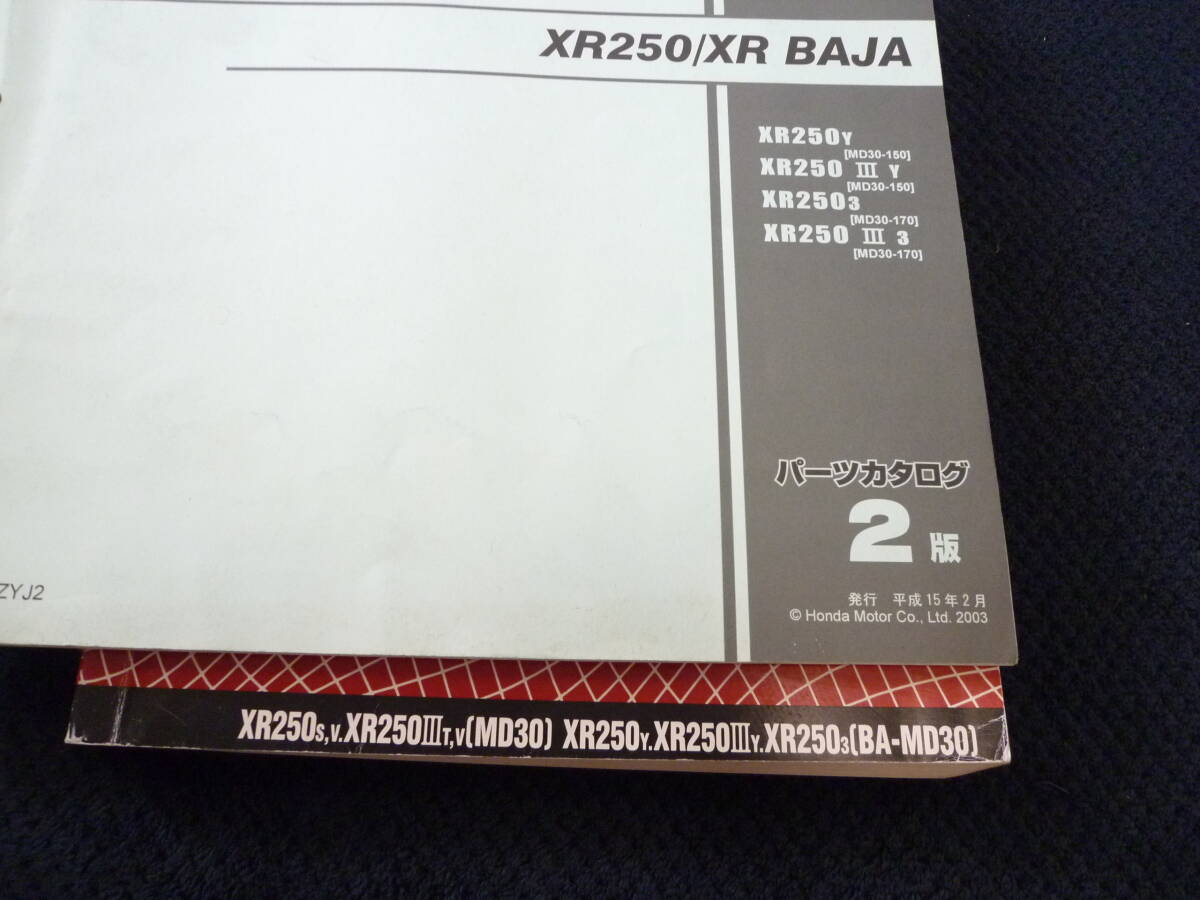 XR250/XR BAJA
XR250Y
[MD30-150]
XR250 III Y
[MD30-150]
XR2503
[MD30-170]
XR250 III 3
[MD30-170]
パーツカタログ
2版
発行 平成15年2月
© Honda Motor Co., Ltd. 2003
ZYJ2
XR250S,V.XR250IIIT,V(MD30) XR250Y.XR250IIIY.XR2503(BA-MD30)